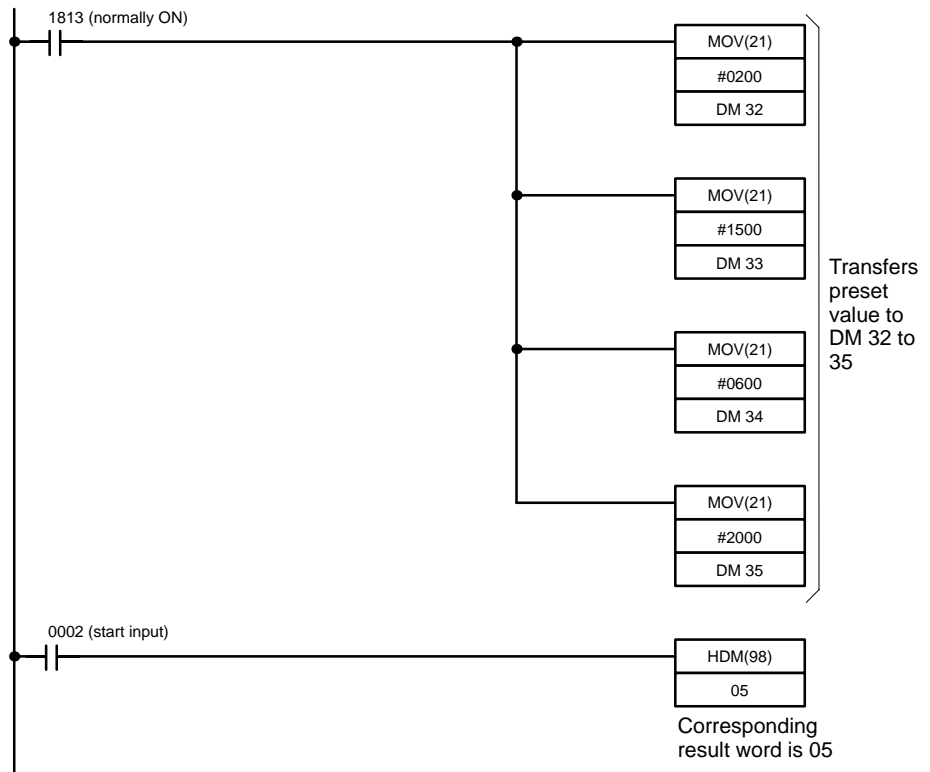 1813 (normally ON)
MOV(21)
#0200
DM 32
MOV(21)
#1500
DM 33
Transfers
preset
value to
DM 32 to
35
MOV(21)
#0600
DM 34
MOV(21)
#2000
DM 35
0002 (start input)
HDM(98)
05
Corresponding
result word is 05